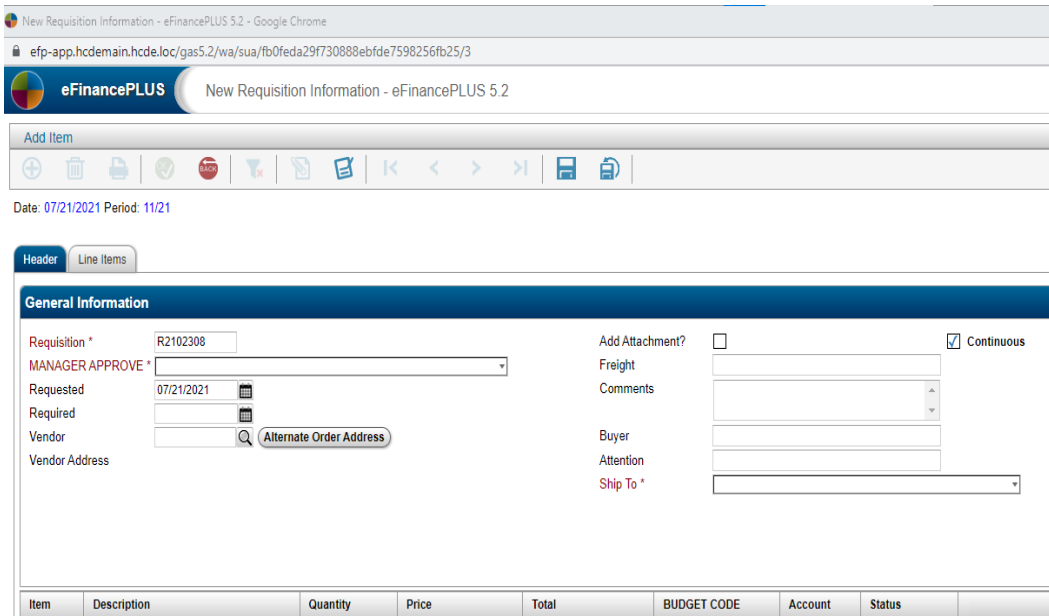 New Requisition Information - eFinancePLUS 5.2 - Google Chrome
efp-app.hcdemain.hcde.loc/gas5.2/wa/sua/fb0feda29f730888ebfde7598256fb25/3
eFinancePLUS New Requisition Information - eFinancePLUS 5.2
Add Item
BACK
Date: 07/21/2021 Period: 11/21
Header Line Items
General Information
Requisition * R2102308 Add Attachment? Continuous
MANAGER APPROVE * Freight
Requested 07/21/2021 Comments
Required
Vendor Alternate Order Address Buyer
Vendor Address Attention
Ship To *
Item Description Quantity Price Total BUDGET CODE Account Status